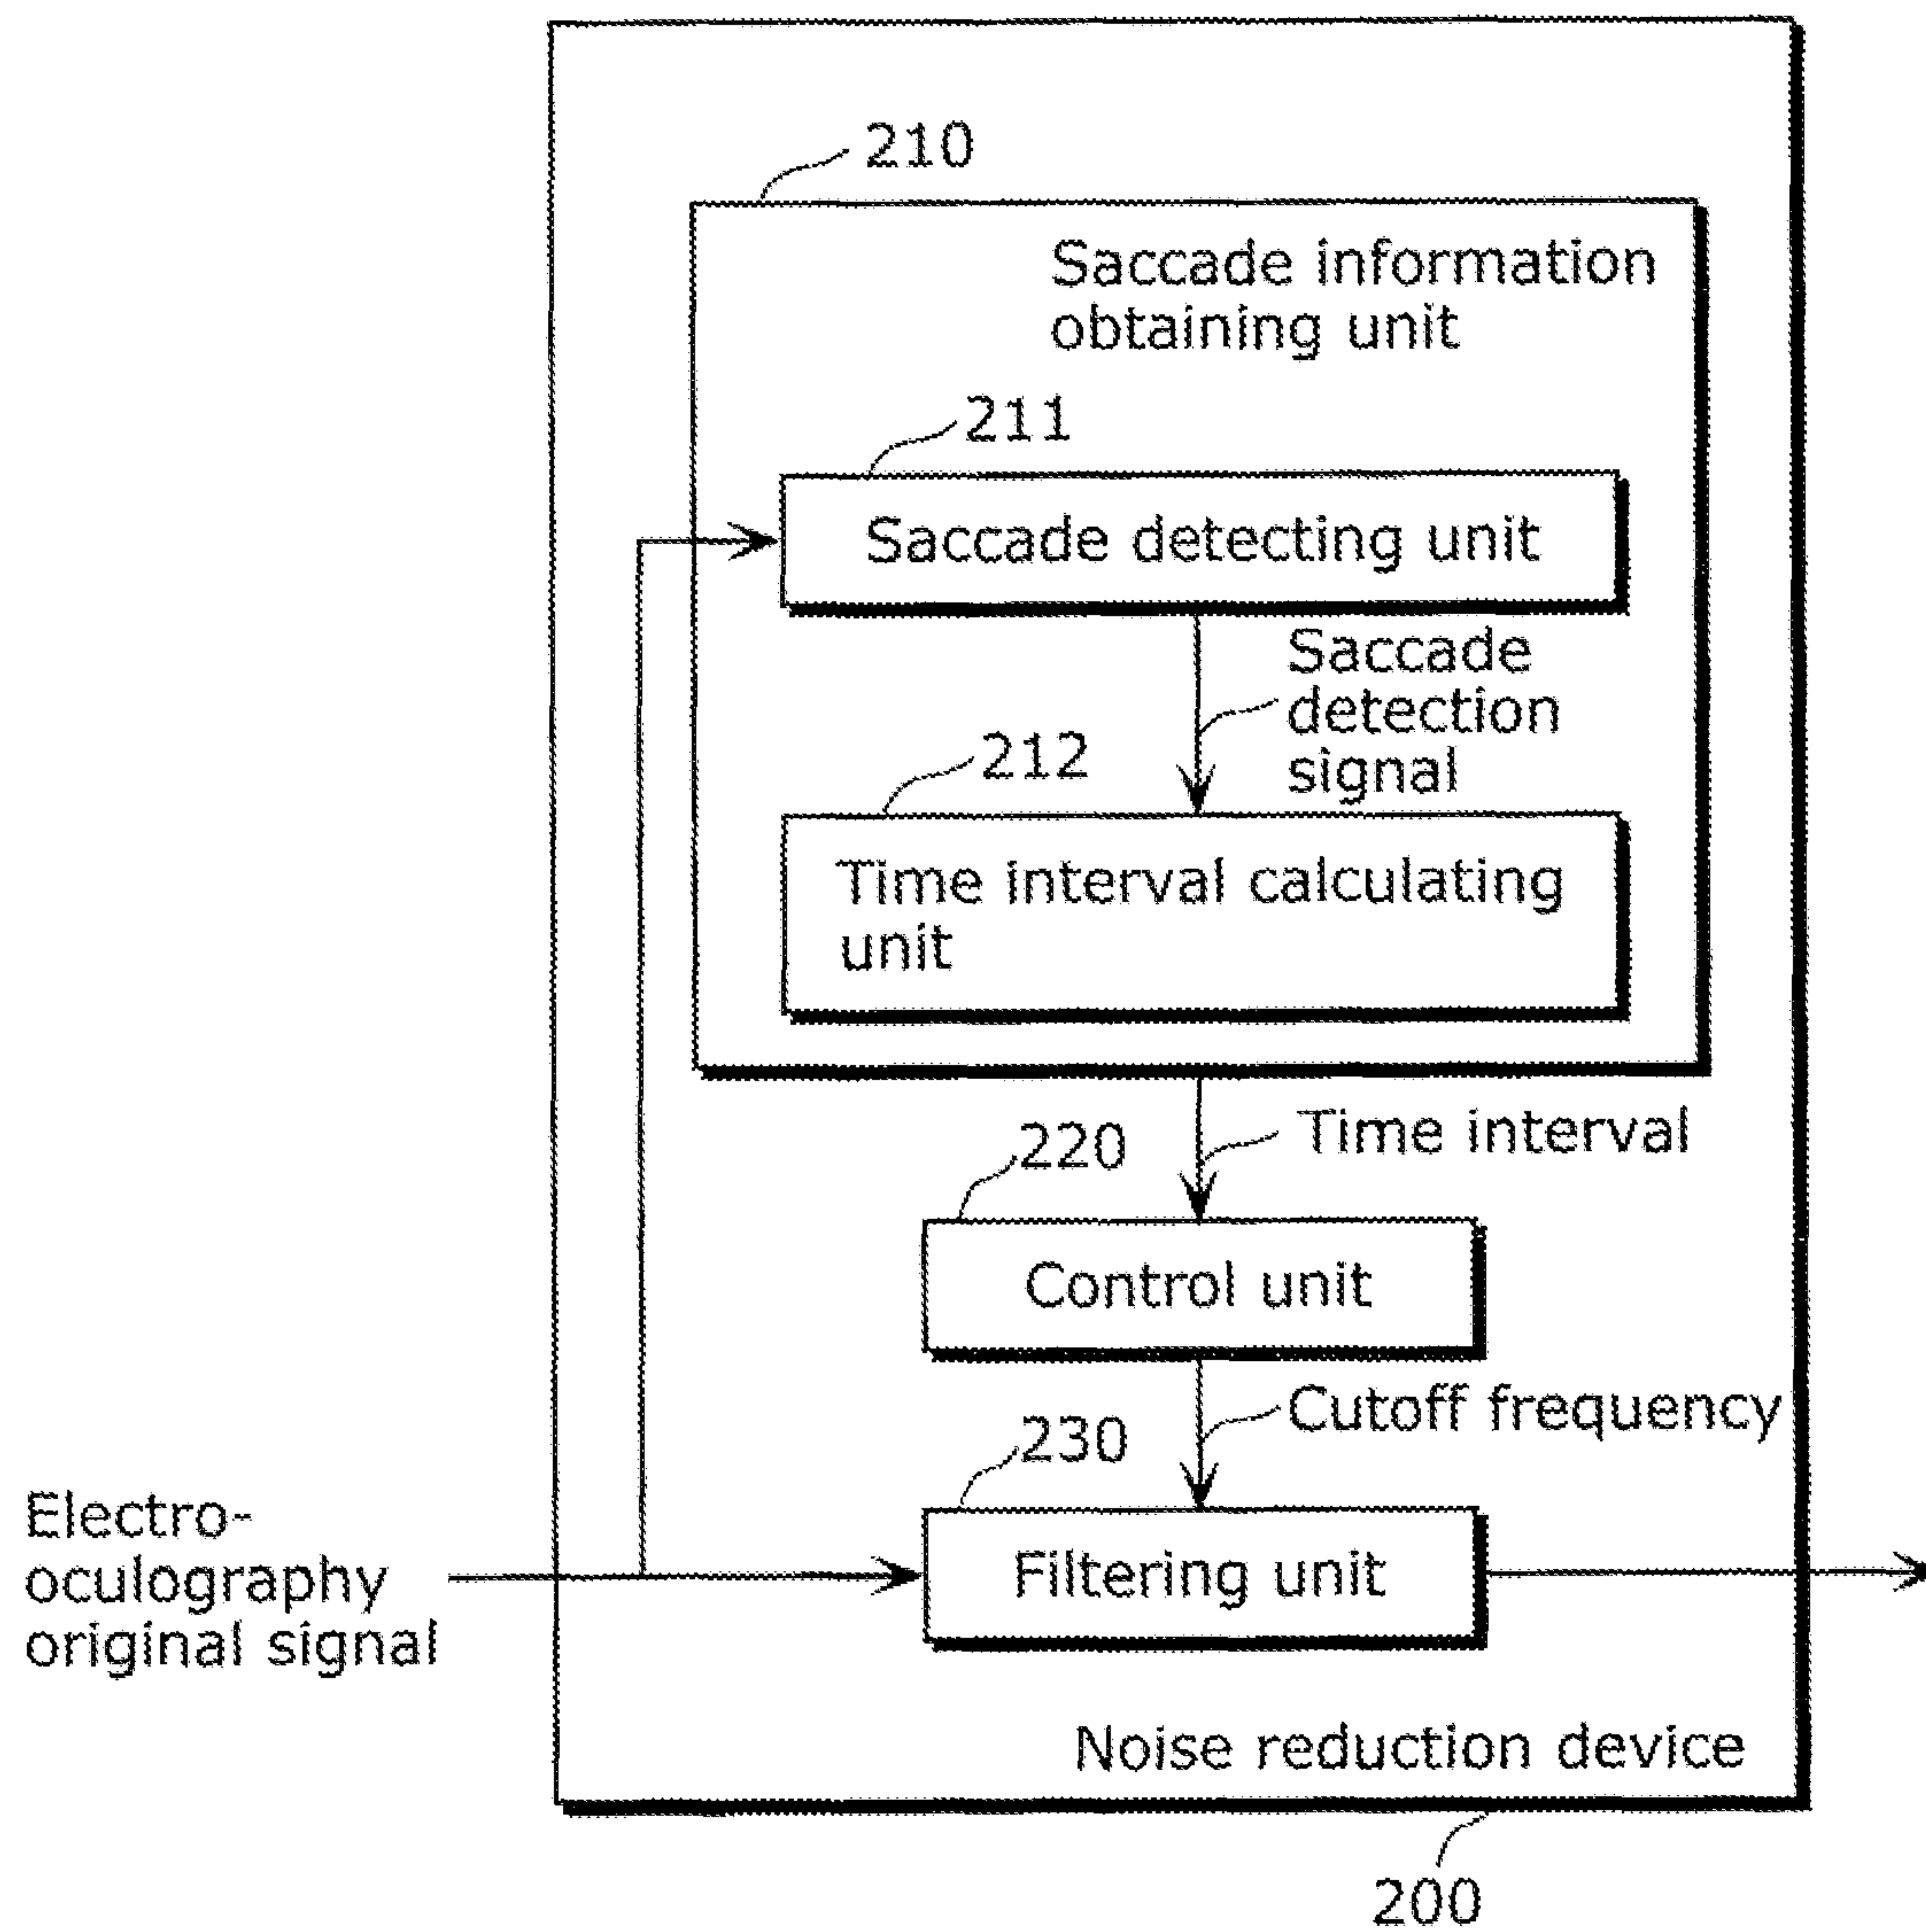 210
Saccade information
obtaining unit
211
Saccade detecting unit
Saccade
detection
signal
212
Time interval calculating
unit
Time interval
220
Control unit
Cutoff frequency
230
Electro-
oculography
original signal
Filtering unit
Noise reduction device
200